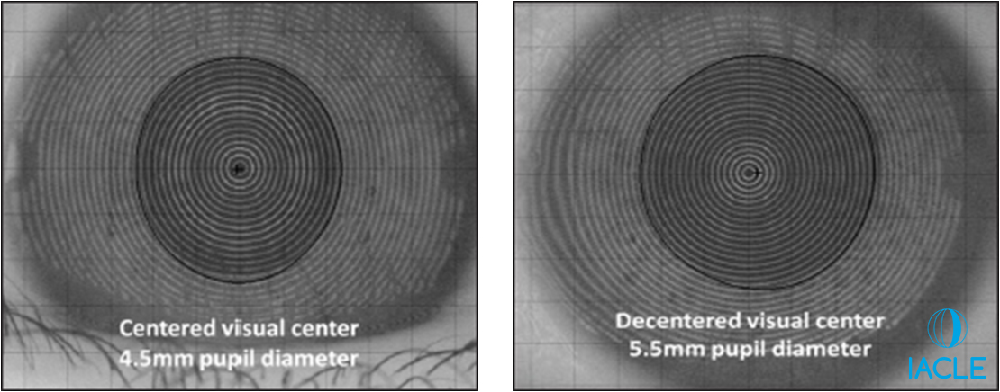 Centered visual center
4.5mm pupil diameter
Decentered visual center
5.5mm pupil diameter
IACLE